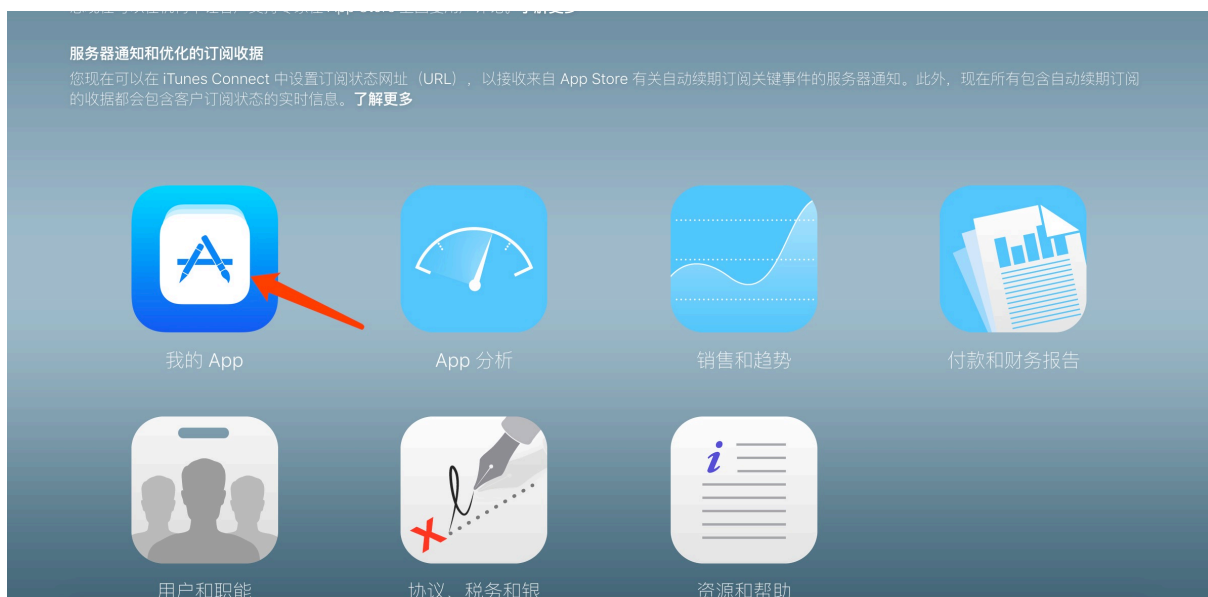 服务器通知和优化的订阅收据
您现在可以在 iTunes Connect 中设置订阅状态网址（URL），以接收来自 App Store 有关自动续期订阅关键事件的服务器通知。此外，现在所有包含自动续期订阅
的收据都会包含客户订阅状态的实时信息。了解更多
我的 App
App 分析
销售和趋势
付款和财务报告
用户和职能
协议、税务和银
资源和帮助